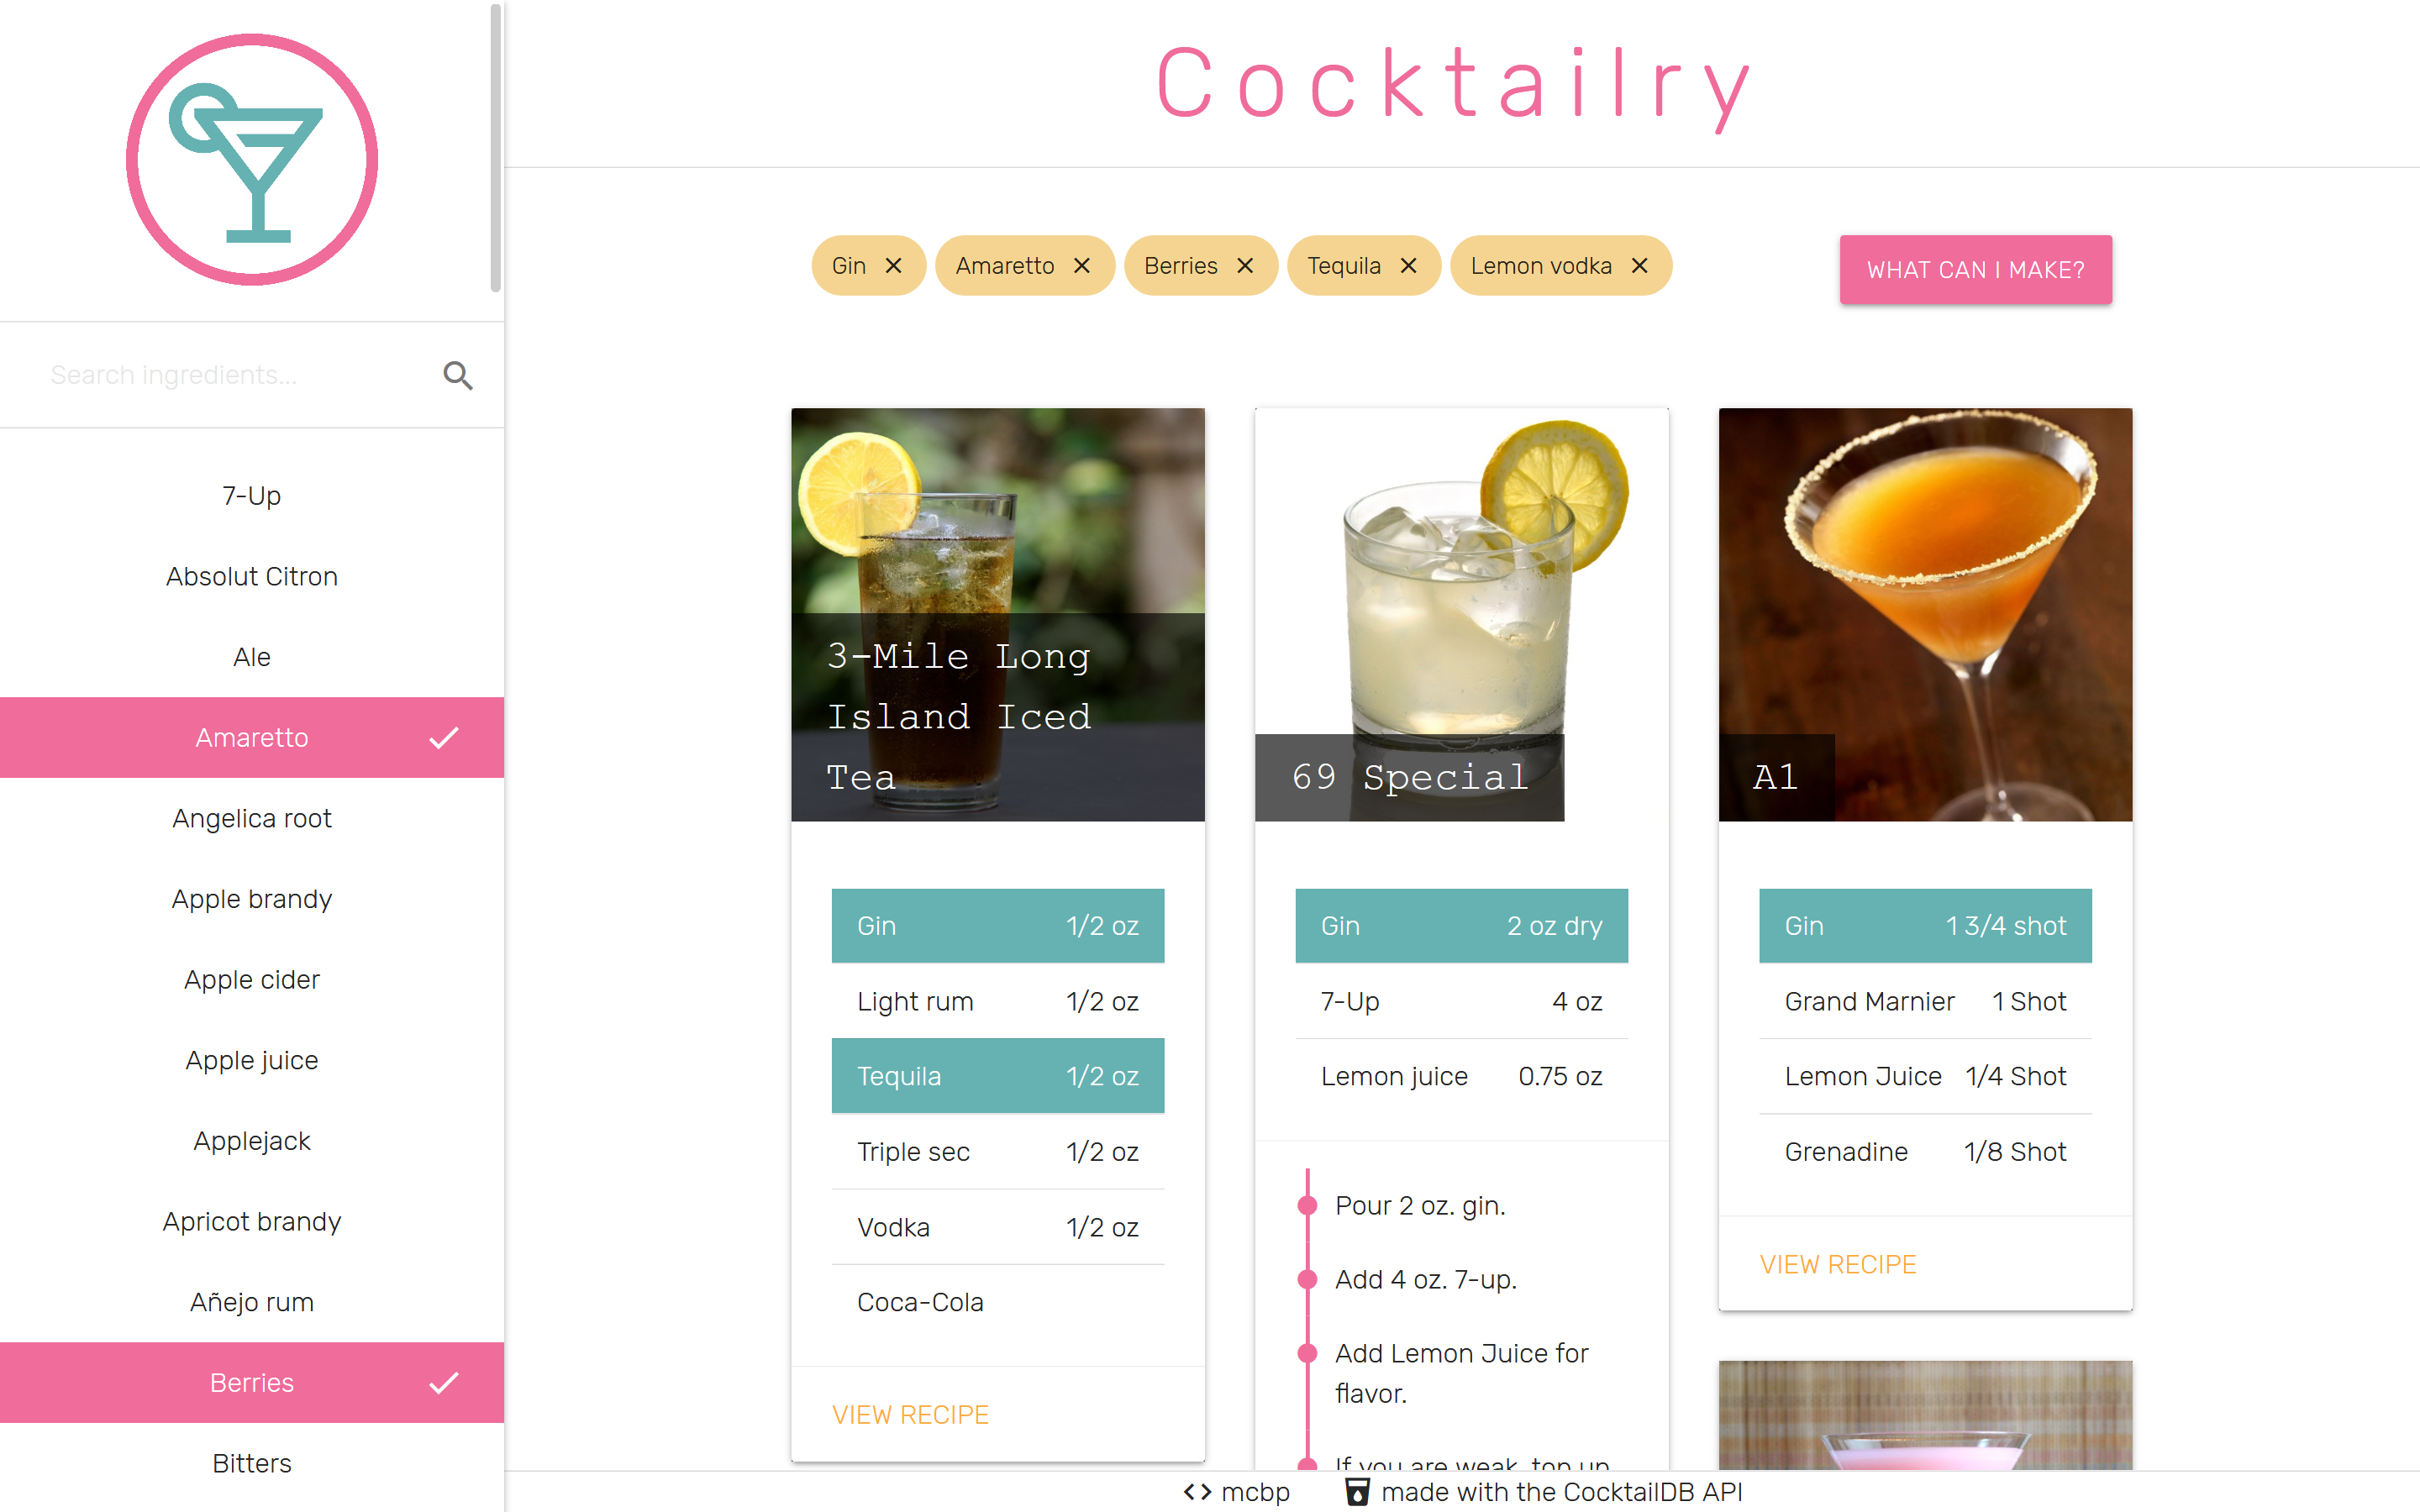 Cocktailry
Search ingredients...
7-Up
Absolut Citron
Ale
Amaretto
Angelica root
Apple brandy
Apple cider
Apple juice
Applejack
Apricot brandy
Añejo rum
Berries
Bitters
Gin
Amaretto
Berries
Tequila
Lemon vodka
WHAT CAN I MAKE?
3-Mile Long
Island Iced
Tea
Gin 1/2 oz
Light rum 1/2 oz
Tequila 1/2 oz
Triple sec 1/2 oz
Vodka 1/2 oz
Coca-Cola
VIEW RECIPE
69 Special
Gin 2 oz dry
7-Up 4 oz
Lemon juice 0.75 oz
Pour 2 oz. gin.
Add 4 oz. 7-up.
Add Lemon Juice for
flavor.
If you are weak, top up
A1
Gin 1 3/4 shot
Grand Marnier 1 Shot
Lemon Juice 1/4 Shot
Grenadine 1/8 Shot
VIEW RECIPE
mcbp
made with the CocktailDB API